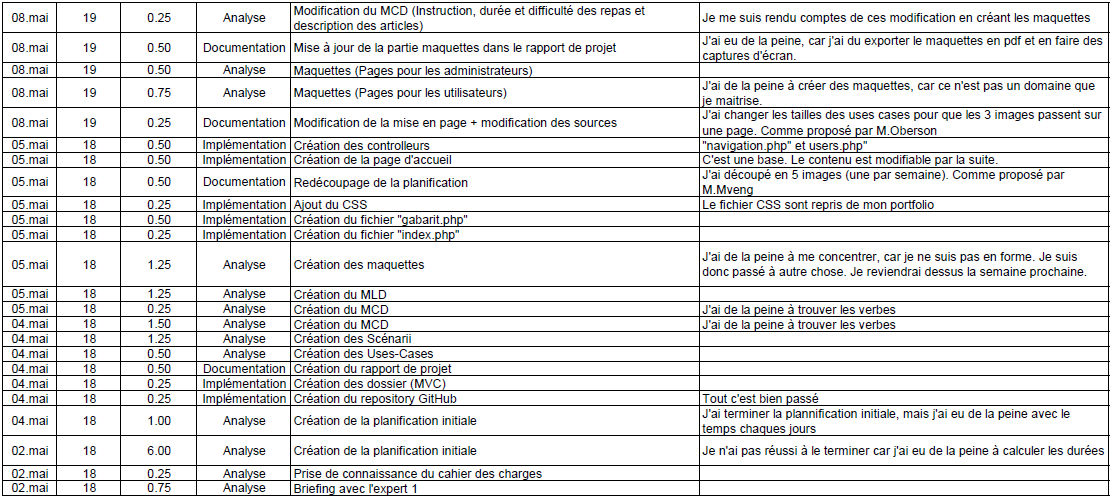 08.mai 19 0.25 Analyse Modification du MCD (Instruction, durée et difficulté des repas et description des articles) Je me suis rendu comptes de ces modification en créant les maquettes
08.mai 19 0.50 Documentation Mise à jour de la partie maquettes dans le rapport de projet J'ai eu de la peine, car j'ai du exporter le maquettes en pdf et en faire des captures d'écran.
08.mai 19 0.50 Analyse Maquettes (Pages pour les administrateurs)
08.mai 19 0.75 Analyse Maquettes (Pages pour les utilisateurs) J'ai de la peine à créer des maquettes, car ce n'est pas un domaine que je maitrise.
08.mai 19 0.25 Documentation Modification de la mise en page + modification des sources J'ai changer les tailles des uses cases pour que les 3 images passent sur une page. Comme proposé par M.Oberson
05.mai 18 0.50 Implémentation Création des controlleurs "navigation.php" et users.php"
05.mai 18 0.50 Implémentation Création de la page d'accueil C'est une base. Le contenu est modifiable par la suite.
05.mai 18 0.50 Documentation Redécoupage de la planification J'ai découpé en 5 images (une par semaine). Comme proposé par M.Mveng
05.mai 18 0.25 Implémentation Ajout du CSS Le fichier CSS sont repris de mon portfolio
05.mai 18 0.50 Implémentation Création du fichier "gabarit.php"
05.mai 18 0.25 Implémentation Création du fichier "index.php"
05.mai 18 1.25 Analyse Création des maquettes J'ai de la peine à me concentrer, car je ne suis pas en forme. Je suis donc passé à autre chose. Je reviendrai dessus la semaine prochaine.
05.mai 18 1.25 Analyse Création du MLD
05.mai 18 0.25 Analyse Création du MCD J'ai de la peine à trouver les verbes
04.mai 18 1.50 Analyse Création du MCD J'ai de la peine à trouver les verbes
04.mai 18 1.25 Analyse Création des Scénarii
04.mai 18 0.50 Analyse Création des Uses-Cases
04.mai 18 0.50 Documentation Création du rapport de projet
04.mai 18 0.25 Implémentation Création des dossier (MVC)
04.mai 18 0.25 Implémentation Création du repository GitHub Tout c'est bien passé
04.mai 18 1.00 Analyse Création de la planification initiale J'ai terminer la plannification initiale, mais j'ai eu de la peine avec le temps chaques jours
02.mai 18 6.00 Analyse Création de la planification initiale Je n'ai pas réussi à le terminer car j'ai eu de la peine à calculer les durées
02.mai 18 0.25 Analyse Prise de connaissance du cahier des charges
02.mai 18 0.75 Analyse Briefing avec l'expert 1